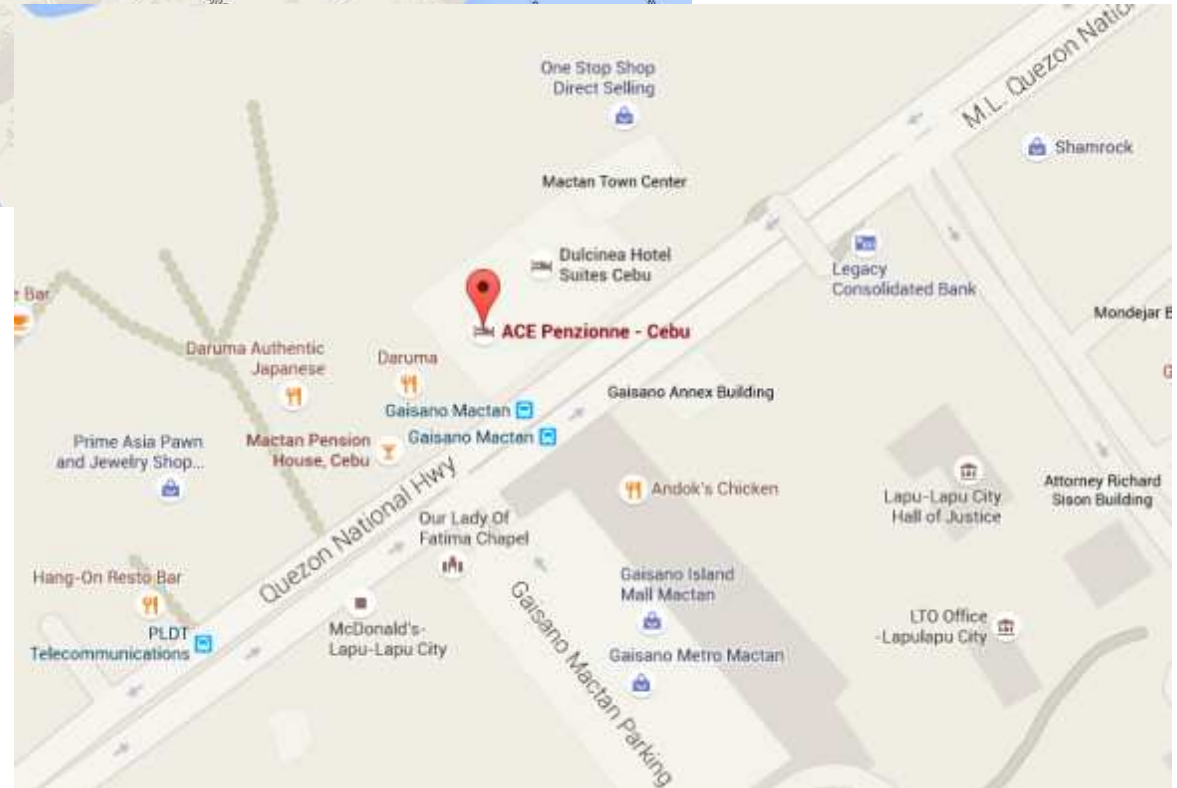 M.L. Quezon Natio
One Stop Shop
Direct Selling
Shamrock
Mactan Town Center
Dulcinea Hotel
Suites Cebu
Legacy
Consolidated Bank
Bar
Mondejar B
ACE Penzionne - Cebu
Daruma Authentic
Japanese
Daruma
G
Gaisano Annex Building
Gaisano Mactan
Gaisano Mactan
Prime Asia Pawn
and Jewelry Shop...
Mactan Pension
House, Cebu
Quezon National Hwy
Andok's Chicken
Lapu-Lapu City
Hall of Justice
Attorney Richard
Sison Building
Our Lady Of
Fatima Chapel
Hang-On Resto Bar
Gaisano Island
Mall Mactan
PLDT
Telecommunications
McDonald's-
Lapu-Lapu City
Gaisano Mactan Parking
LTO Office
-Lapulapu City
Gaisano Metro Mactan